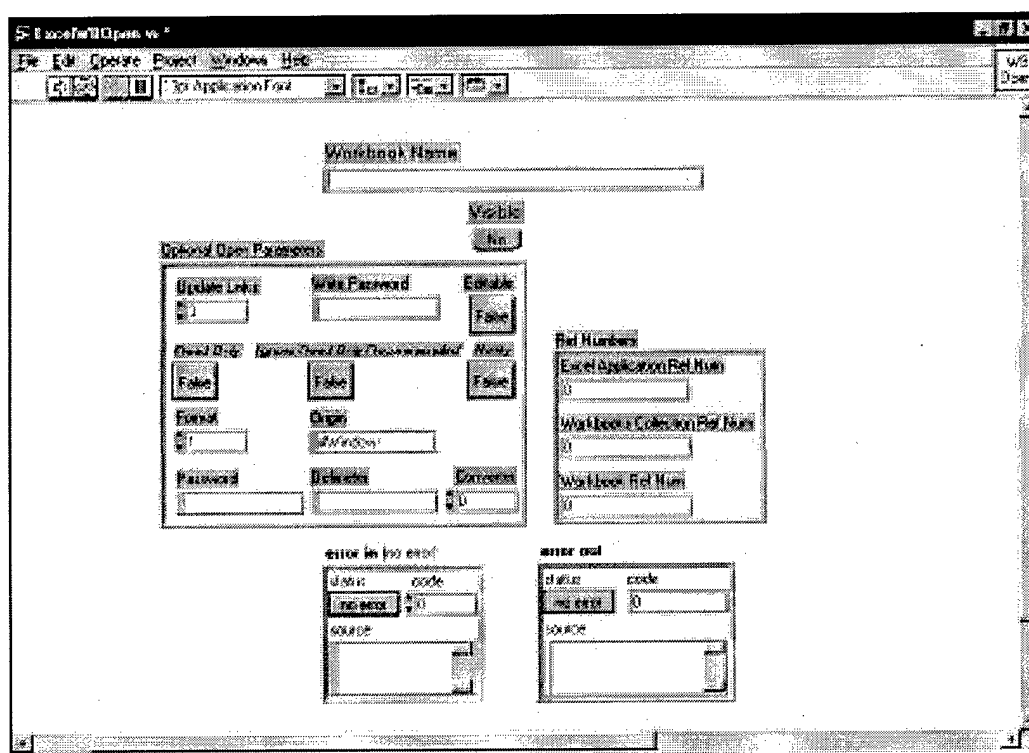 Open.vi *
File Edit Operate Project Windows Help
13pt Application Font
Workbook Name
Visible
No
Optional Open Parameters
Update Links Write Password Editable
False
Read Only Ignore Read Only Recommended Notify
False False False
Format Origin
1 xlWindows
Password Delimiter Converter
0
Ref Numbers
Excel Application Ref Num
0
Workbooks Collection Ref Num
0
Workbook Ref Num
0
error in (no error)
status code
no error 0
source
error out
status code
no error 0
source